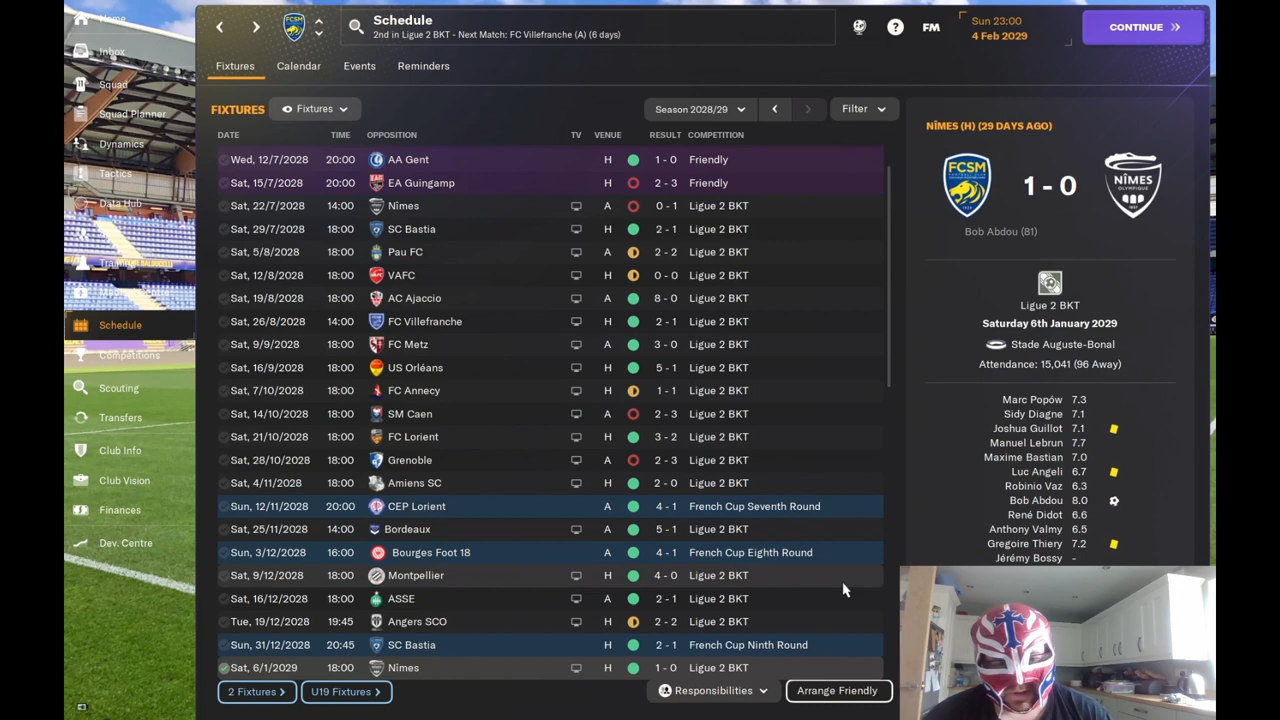 Home
Schedule
2nd in Ligue 2 BKT - Next Match: FC Villefranche (A) (6 days)
FM
Sun 23:00
4 Feb 2029
CONTINUE
Inbox
Squad
Squad Planner
Dynamics
Tactics
Data Hub
Schedule
Competitions
Scouting
Transfers
Club Info
Club Vision
Finances
Dev. Centre
Fixtures Calendar Events Reminders
FIXTURES Fixtures Season 2028/29 Filter
DATE TIME OPPOSITION TV VENUE RESULT COMPETITION
Wed, 12/7/2028 20:00 AA Gent H 1 - 0 Friendly
Sat, 15/7/2028 20:00 EA Guingamp H 2 - 3 Friendly
Sat, 22/7/2028 14:00 Nîmes A 0 - 1 Ligue 2 BKT
Sat, 29/7/2028 18:00 SC Bastia H 2 - 1 Ligue 2 BKT
Sat, 5/8/2028 18:00 Pau FC A 2 - 2 Ligue 2 BKT
Sat, 12/8/2028 18:00 VAFC H 0 - 0 Ligue 2 BKT
Sat, 19/8/2028 18:00 AC Ajaccio A 8 - 0 Ligue 2 BKT
Sat, 26/8/2028 14:00 FC Villefranche H 2 - 1 Ligue 2 BKT
Sat, 9/9/2028 18:00 FC Metz A 3 - 0 Ligue 2 BKT
Sat, 16/9/2028 18:00 US Orléans H 5 - 1 Ligue 2 BKT
Sat, 7/10/2028 18:00 FC Annecy H 1 - 1 Ligue 2 BKT
Sat, 14/10/2028 18:00 SM Caen A 2 - 3 Ligue 2 BKT
Sat, 21/10/2028 18:00 FC Lorient H 3 - 2 Ligue 2 BKT
Sat, 28/10/2028 18:00 Grenoble A 2 - 3 Ligue 2 BKT
Sat, 4/11/2028 18:00 Amiens SC H 2 - 0 Ligue 2 BKT
Sun, 12/11/2028 20:00 CEP Lorient A 4 - 1 French Cup Seventh Round
Sat, 25/11/2028 14:00 Bordeaux A 5 - 1 Ligue 2 BKT
Sun, 3/12/2028 16:00 Bourges Foot 18 A 4 - 1 French Cup Eighth Round
Sat, 9/12/2028 18:00 Montpellier H 4 - 0 Ligue 2 BKT
Sat, 16/12/2028 18:00 ASSE A 2 - 1 Ligue 2 BKT
Tue, 19/12/2028 19:45 Angers SCO H 2 - 2 Ligue 2 BKT
Sun, 31/12/2028 20:45 SC Bastia H 2 - 1 French Cup Ninth Round
Sat, 6/1/2029 18:00 Nîmes H 1 - 0 Ligue 2 BKT
2 Fixtures U19 Fixtures Responsibilities Arrange Friendly
NÎMES (H) (29 DAYS AGO)
FCSM
1 - 0
NÎMES
Bob Abdou (81)
Ligue 2 BKT
Saturday 6th January 2029
Stade Auguste-Bonal
Attendance: 15,041 (96 Away)
Marc Popów 7.3
Sidy Diagne 7.1
Joshua Guillot 7.1
Manuel Lebrun 7.7
Maxime Bastian 7.0
Luc Angeli 6.7
Robinio Vaz 6.3
Bob Abdou 8.0
René Didot 6.6
Anthony Valmy 6.5
Gregoire Thiery 7.2
Jérémy Bossy -